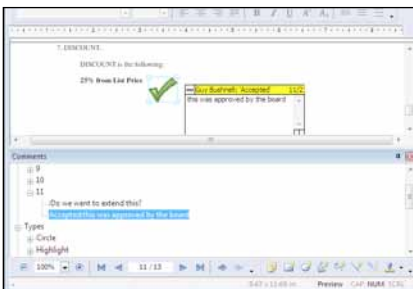 7. DISCOUNT.
DISCOUNT is the following:
25% from List Price
Guy Bushnell: 'Accepted' 11/2
this was approved by the board
Comments
9
10
11
Do we want to extend this?
Accepted:this was approved by the board
Types
Circle
Highlight
100%
11 / 13
Preview CAP NUM SCRL